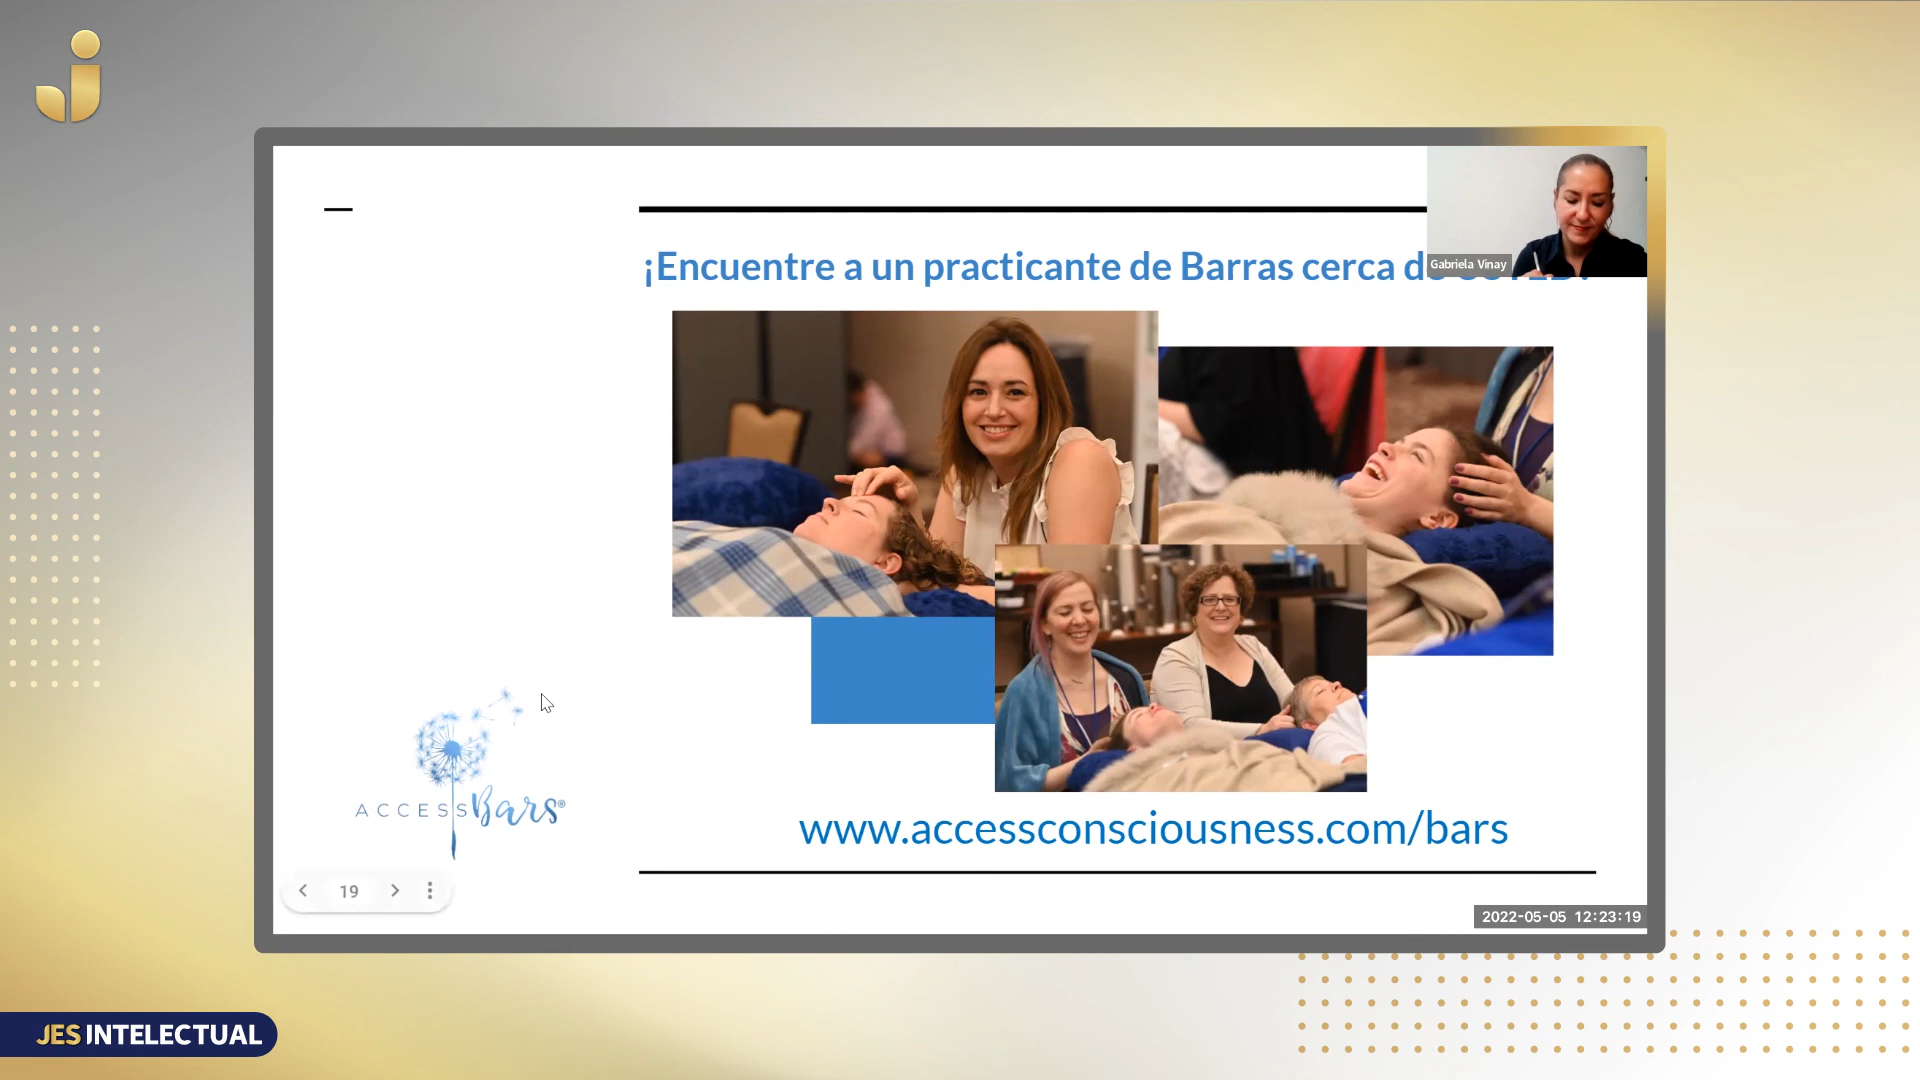 ¡Encuentre a un practicante de Barras cerca
Gabriela Vinay
ACCESS Bars®
www.accessconsciousness.com/bars
19
2022-05-05 12:23:19
JES INTELECTUAL